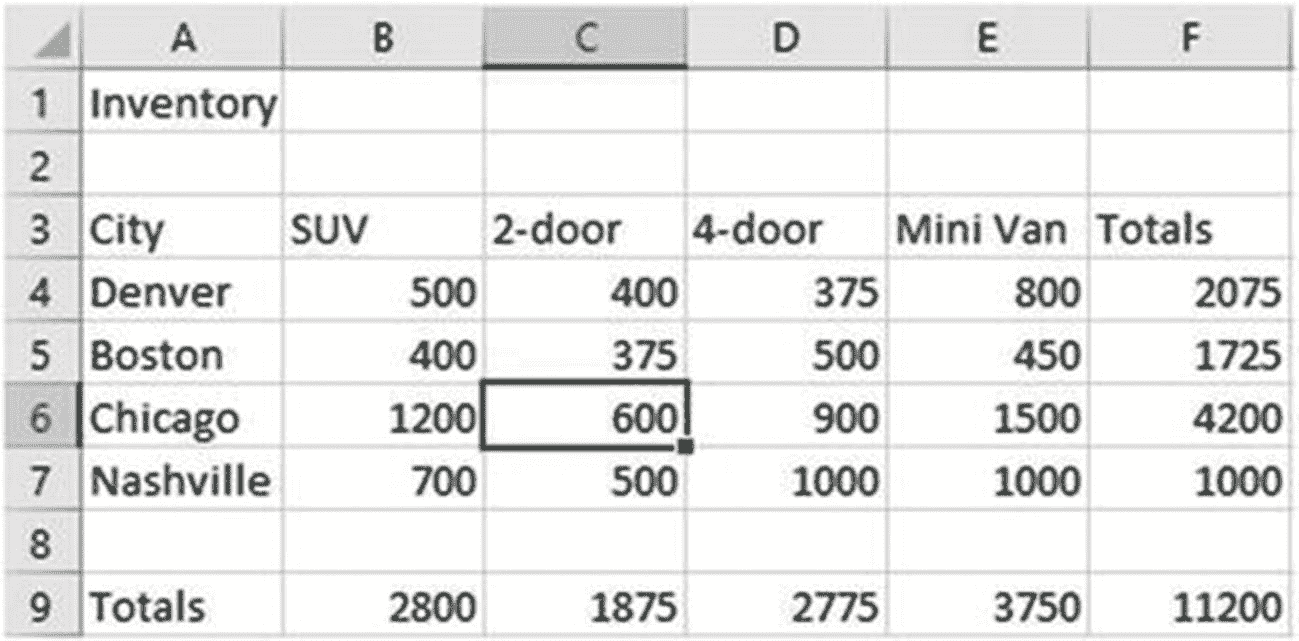 A B C D E F
1 Inventory
2
3 City SUV 2-door 4-door Mini Van Totals
4 Denver 500 400 375 800 2075
5 Boston 400 375 500 450 1725
6 Chicago 1200 600 900 1500 4200
7 Nashville 700 500 1000 1000 1000
8
9 Totals 2800 1875 2775 3750 11200